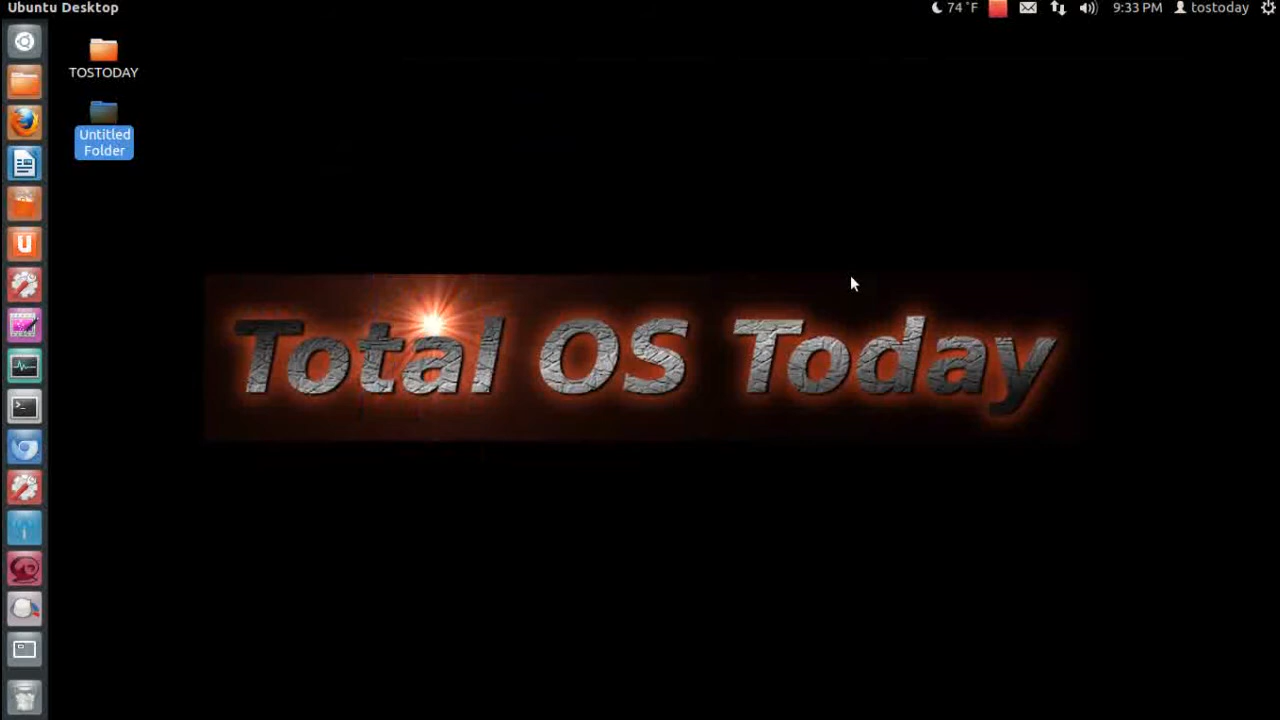 Ubuntu Desktop
74 °F
9:33 PM
tostoday
TOSTODAY
Untitled
Folder
U
>_
Total OS Today